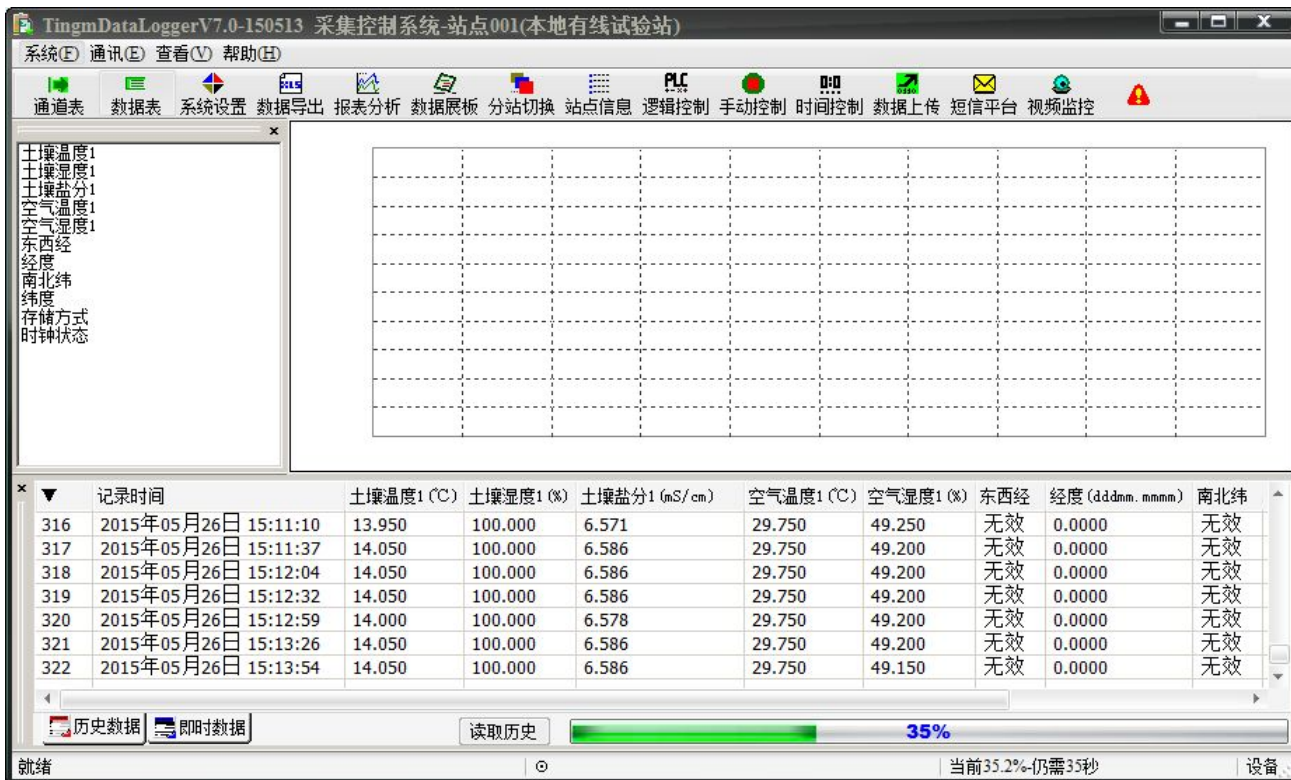 TingmDataLoggerV7.0-150513 采集控制系统-站点001(本地有线试验站)
系统(F) 通讯(E) 查看(V) 帮助(H)
XLS PLC 0:0
通道表 数据表 系统设置 数据导出 报表分析 数据展板 分站切换 站点信息 逻辑控制 手动控制 时间控制 数据上传 短信平台 视频监控
土壤温度1
土壤湿度1
土壤盐分1
空气温度1
空气湿度1
东西经
经度
南北纬
纬度
存储方式
时钟状态
记录时间 土壤温度1(℃) 土壤湿度1(%) 土壤盐分1(mS/cm) 空气温度1(℃) 空气湿度1(%) 东西经 经度(dddmm.mmmm) 南北纬
316 2015年05月26日 15:11:10 13.950 100.000 6.571 29.750 49.250 无效 0.0000 无效
317 2015年05月26日 15:11:37 14.050 100.000 6.586 29.750 49.200 无效 0.0000 无效
318 2015年05月26日 15:12:04 14.050 100.000 6.586 29.750 49.200 无效 0.0000 无效
319 2015年05月26日 15:12:32 14.050 100.000 6.586 29.750 49.200 无效 0.0000 无效
320 2015年05月26日 15:12:59 14.000 100.000 6.578 29.750 49.200 无效 0.0000 无效
321 2015年05月26日 15:13:26 14.050 100.000 6.586 29.750 49.200 无效 0.0000 无效
322 2015年05月26日 15:13:54 14.050 100.000 6.586 29.750 49.150 无效 0.0000 无效
历史数据 即时数据 读取历史 35%
就绪 当前35.2%-仍需35秒 设备